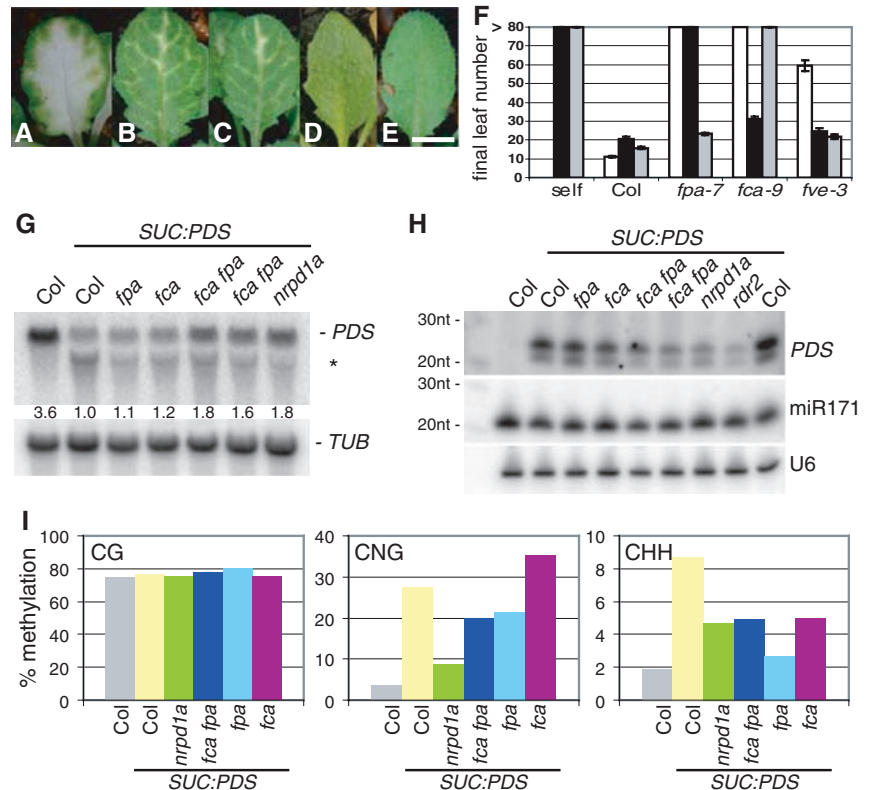 A B C D E
F
final leaf number
>
80
70
60
50
40
30
20
10
0
self Col fpa-7 fca-9 fve-3
G
SUC:PDS
Col Col fpa fca fca fpa fca fpa nrpd1a
- PDS
*
3.6 1.0 1.1 1.2 1.8 1.6 1.8
- TUB
H
SUC:PDS
Col Col fpa fca fca fpa fca fpa nrpd1a rdr2 Col
30nt -
20nt -
PDS
30nt -
20nt -
miR171
U6
I
% methylation
100
80
60
40
20
0
CG
Col Col nrpd1a fca fpa fpa fca
SUC:PDS
40
30
20
10
0
CNG
Col Col nrpd1a fca fpa fpa fca
SUC:PDS
10
8
6
4
2
0
CHH
Col Col nrpd1a fca fpa fpa fca
SUC:PDS